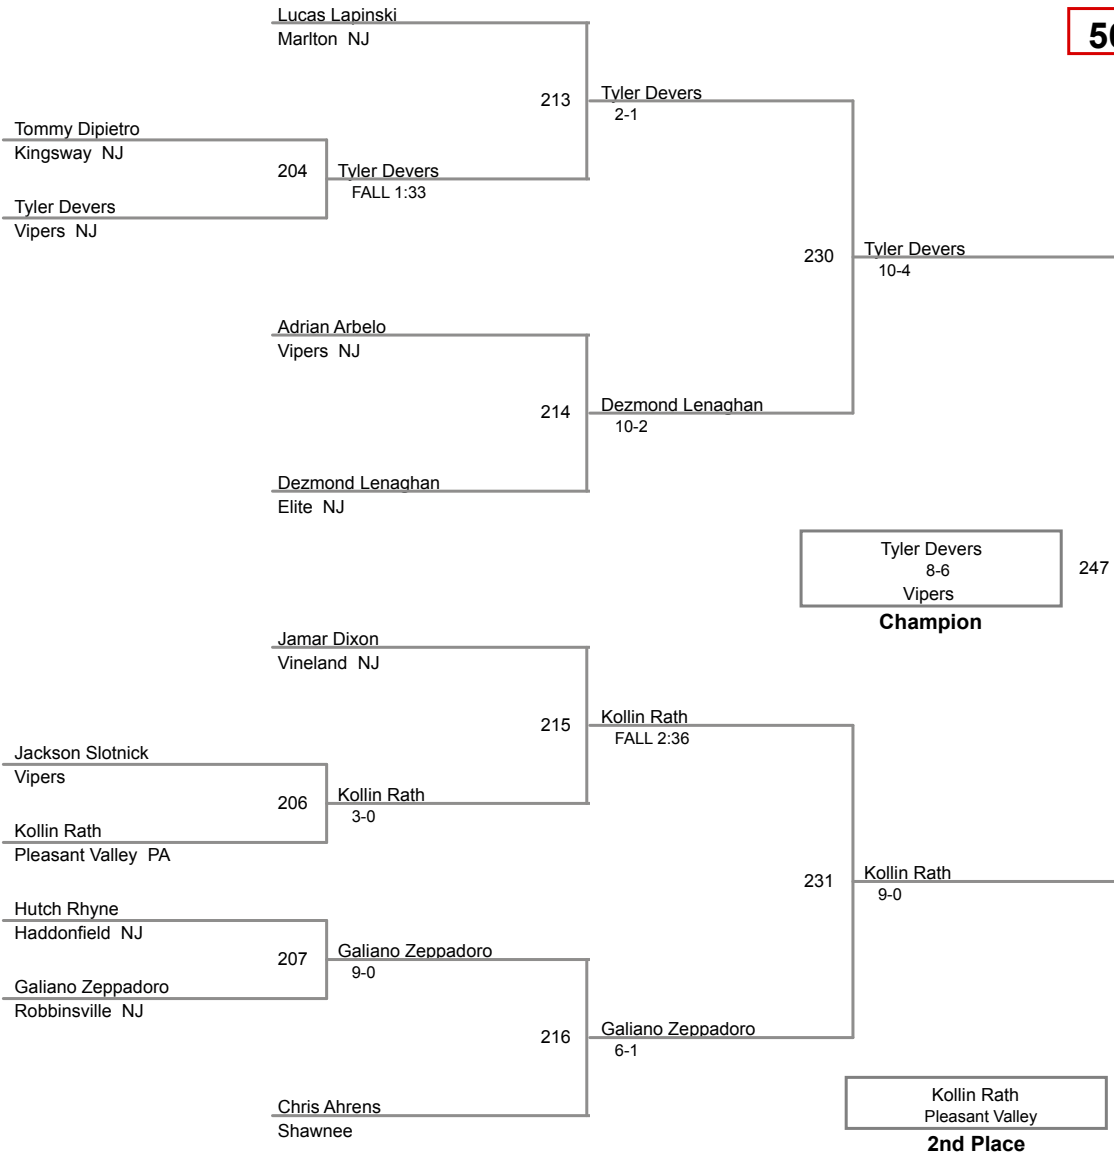 Lucas Lapinski
Marlton NJ
213
Tyler Devers
2-1
Tommy Dipietro
Kingsway NJ
204
Tyler Devers
FALL 1:33
Tyler Devers
Vipers NJ
230
Tyler Devers
10-4
Adrian Arbelo
Vipers NJ
214
Dezmond Lenaghan
10-2
Dezmond Lenaghan
Elite NJ
Tyler Devers
8-6
Vipers
247
Champion
Jamar Dixon
Vineland NJ
215
Kollin Rath
FALL 2:36
Jackson Slotnick
Vipers
206
Kollin Rath
3-0
Kollin Rath
Pleasant Valley PA
231
Kollin Rath
9-0
Hutch Rhyne
Haddonfield NJ
207
Galiano Zeppadoro
9-0
Galiano Zeppadoro
Robbinsville NJ
216
Galiano Zeppadoro
6-1
Chris Ahrens
Shawnee
Kollin Rath
Pleasant Valley
2nd Place